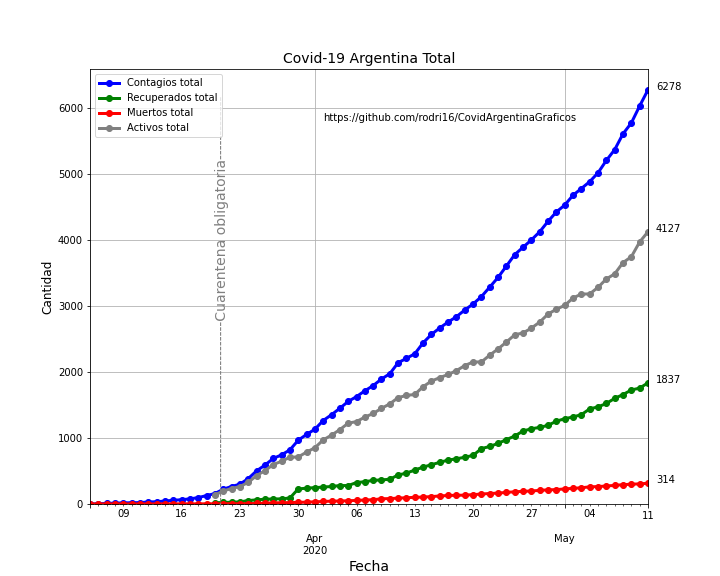 Covid-19 Argentina Total
Contagios total
Recuperados total
Muertos total
Activos total
https://github.com/rodri16/CovidArgentinaGraficos
Cuarentena obligatoria
Cantidad
6000
5000
4000
3000
2000
1000
0
6278
4127
1837
314
09 16 23 30 06 13 20 27 04 11
Apr May
2020
Fecha